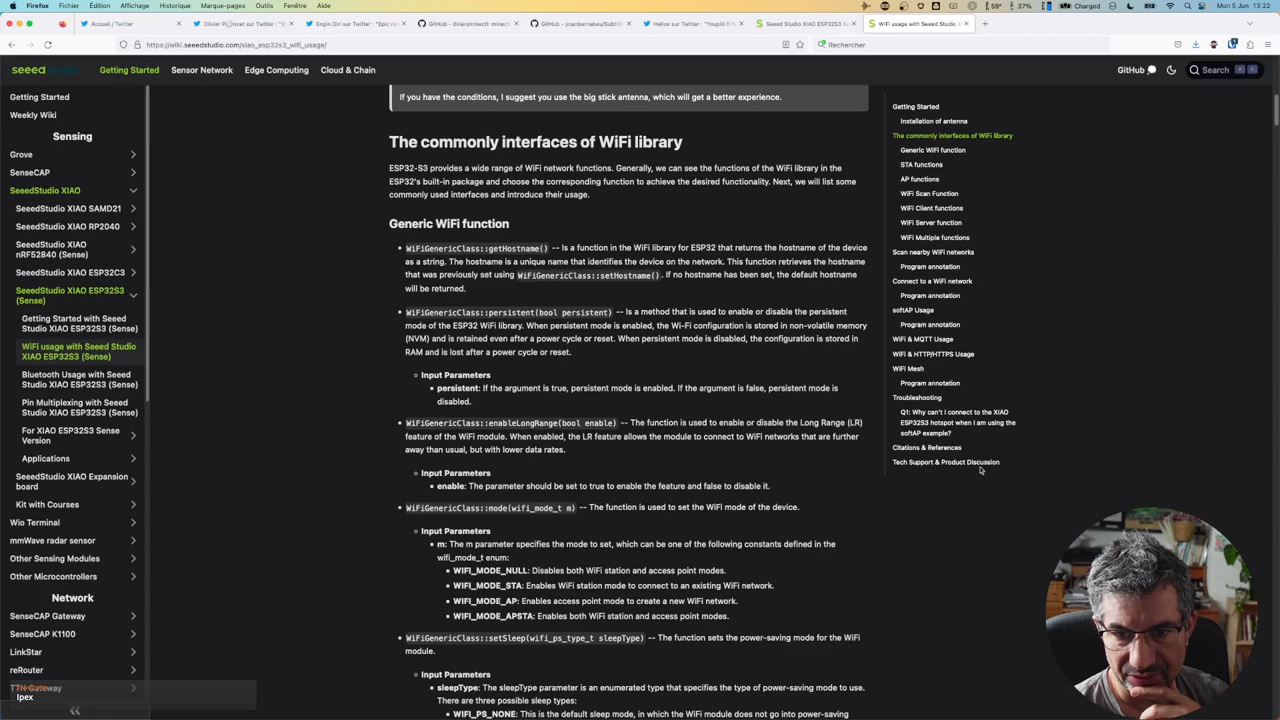 Firefox Fichier Édition Affichage Historique Marque-pages Outils Fenêtre Aide
59° 37% Charged Mon 5 Jun 13:22
Accueil / Twitter
GitHub - ycanbernabes/Subtitl
WiFi usage with Seeed Studio X
https://wiki.seeedstudio.com/xiao_esp32s3_wifi_usage/
Rechercher
seeed studio Getting Started Sensor Network Edge Computing Cloud & Chain GitHub Search
Getting Started
Weekly Wiki
Sensing
Grove
SenseCAP
SeeedStudio XIAO
SeeedStudio XIAO SAMD21
SeeedStudio XIAO RP2040
SeeedStudio XIAO
nRF52840 (Sense)
SeeedStudio XIAO ESP32C3
SeeedStudio XIAO ESP32S3
(Sense)
Getting Started with Seeed
Studio XIAO ESP32S3 (Sense)
WiFi usage with Seeed Studio
XIAO ESP32S3 (Sense)
Bluetooth Usage with Seeed
Studio XIAO ESP32S3 (Sense)
Pin Multiplexing with Seeed
Studio XIAO ESP32S3 (Sense)
For XIAO ESP32S3 Sense
Version
Applications
SeeedStudio XIAO Expansion
board
Kit with Courses
Wio Terminal
mmWave radar sensor
Other Sensing Modules
Other Microcontrollers
Network
SenseCAP Gateway
SenseCAP K1100
LinkStar
reRouter
TTN Gateway
Ipex
If you have the conditions, I suggest you use the big stick antenna, which will get a better experience.
The commonly interfaces of WiFi library
ESP32-S3 provides a wide range of WiFi network functions. Generally, we can see the functions of the WiFi library in the
ESP32's built-in package and choose the corresponding function to achieve the desired functionality. Next, we will list some
commonly used interfaces and introduce their usage.
Generic WiFi function
WiFiGenericClass::getHostname() -- Is a function in the WiFi library for ESP32 that returns the hostname of the device
as a string. The hostname is a unique name that identifies the device on the network. This function retrieves the hostname
that was previously set using WiFiGenericClass::setHostname(). If no hostname has been set, the default hostname
will be returned.
WiFiGenericClass::persistent(bool persistent) -- Is a method that is used to enable or disable the persistent
mode of the ESP32 WiFi library. When persistent mode is enabled, the Wi-Fi configuration is stored in non-volatile memory
(NVM) and is retained even after a power cycle or reset. When persistent mode is disabled, the configuration is stored in
RAM and is lost after a power cycle or reset.
Input Parameters
persistent: If the argument is true, persistent mode is enabled. If the argument is false, persistent mode is
disabled.
WiFiGenericClass::enableLongRange(bool enable) -- The function is used to enable or disable the Long Range (LR)
feature of the WiFi module. When enabled, the LR feature allows the module to connect to WiFi networks that are further
away than usual, but with lower data rates.
Input Parameters
enable: The parameter should be set to true to enable the feature and false to disable it.
WiFiGenericClass::mode(wifi_mode_t m) -- The function is used to set the WiFi mode of the device.
Input Parameters
m: The m parameter specifies the mode to set, which can be one of the following constants defined in the
wifi_mode_t enum:
WIFI_MODE_NULL: Disables both WiFi station and access point modes.
WIFI_MODE_STA: Enables WiFi station mode to connect to an existing WiFi network.
WIFI_MODE_AP: Enables access point mode to create a new WiFi network.
WIFI_MODE_APSTA: Enables both WiFi station and access point modes.
WiFiGenericClass::setSleep(wifi_ps_type_t sleepType) -- The function sets the power-saving mode for the WiFi
module.
Input Parameters
sleepType: The sleepType parameter is an enumerated type that specifies the type of power-saving mode to use.
There are three possible sleep types:
WIFI_PS_NONE: This is the default sleep mode, in which the WiFi module does not go into power-saving
Getting Started
Installation of antenna
The commonly interfaces of WiFi library
Generic WiFi function
STA functions
AP functions
WiFi Scan Function
WiFi Client functions
WiFi Server function
WiFi Multiple functions
Scan nearby WiFi networks
Program annotation
Connect to a WiFi network
Program annotation
softAP Usage
Program annotation
WiFi & MQTT Usage
WiFi & HTTP/HTTPS Usage
WiFi Mesh
Program annotation
Troubleshooting
Q1: Why can't I connect to the XIAO
ESP32S3 hotspot when I am using the
softAP example?
Citations & References
Tech Support & Product Discussion